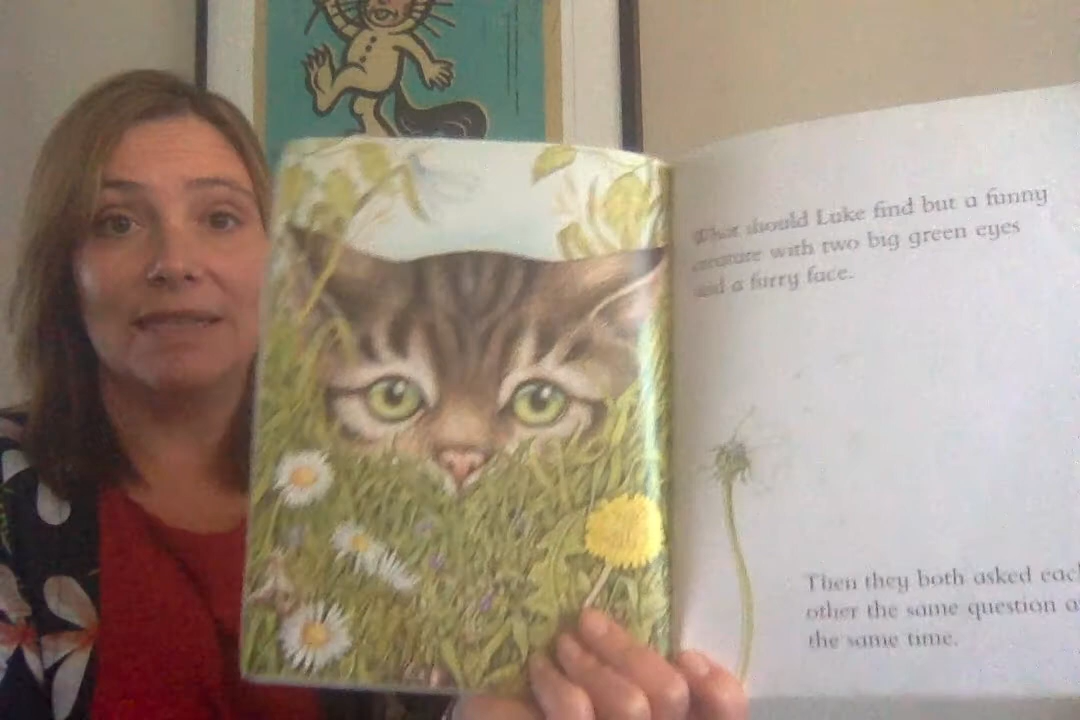 What should Luke find but a funny
creature with two big green eyes
and a furry face.
Then they both asked each
other the same question a
the same time.